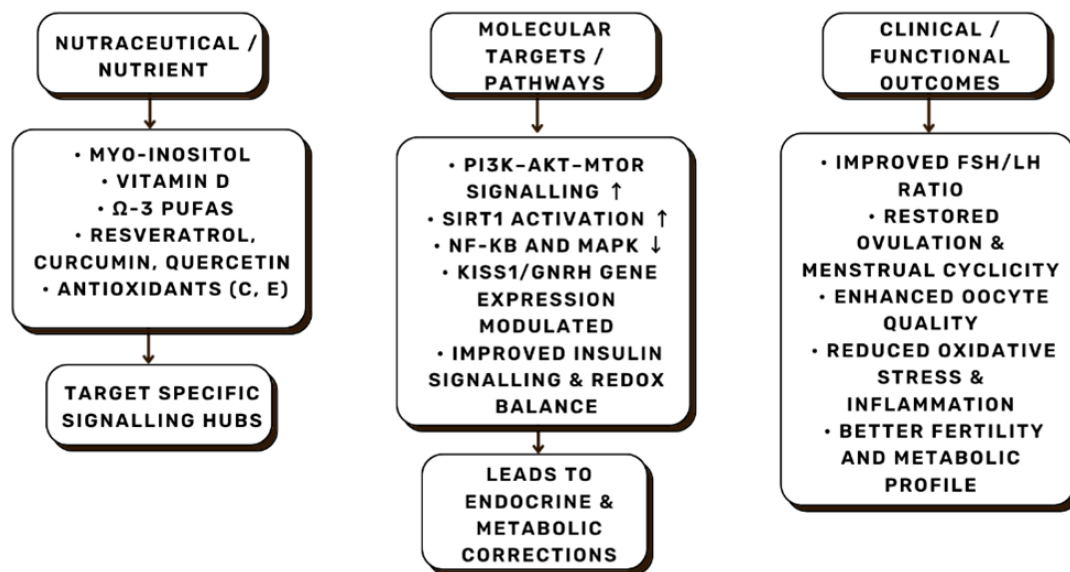 NUTRACEUTICAL /
NUTRIENT
• MYO-INOSITOL
• VITAMIN D
• Ω-3 PUFAS
• RESVERATROL,
CURCUMIN, QUERCETIN
• ANTIOXIDANTS (C, E)
TARGET SPECIFIC
SIGNALLING HUBS
MOLECULAR
TARGETS /
PATHWAYS
• PI3K-AKT-MTOR
SIGNALLING ↑
• SIRT1 ACTIVATION ↑
• NF-KB AND MAPK ↓
• KISS1/GNRH GENE
EXPRESSION
MODULATED
• IMPROVED INSULIN
SIGNALLING & REDOX
BALANCE
LEADS TO
ENDOCRINE &
METABOLIC
CORRECTIONS
CLINICAL /
FUNCTIONAL
OUTCOMES
• IMPROVED FSH/LH
RATIO
• RESTORED
OVULATION &
MENSTRUAL CYCLICITY
• ENHANCED OOCYTE
QUALITY
• REDUCED OXIDATIVE
STRESS &
INFLAMMATION
• BETTER FERTILITY
AND METABOLIC
PROFILE